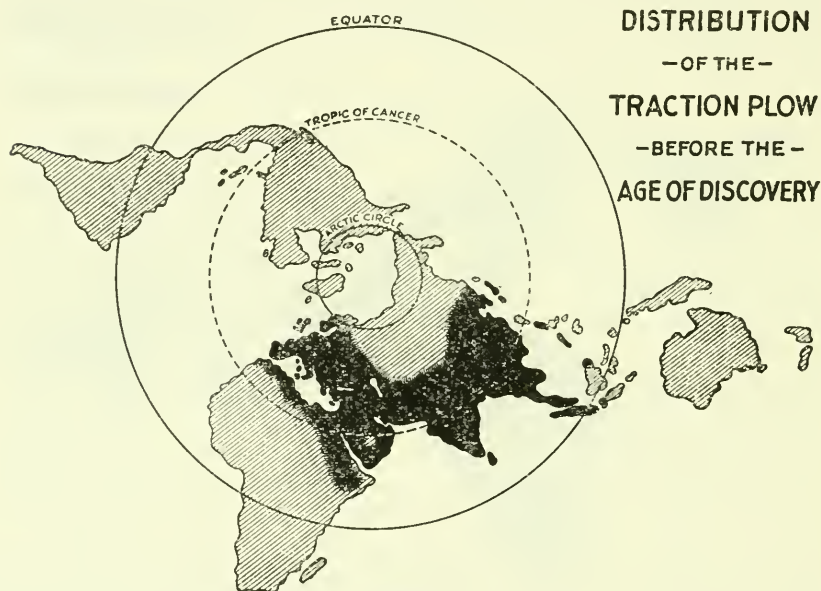 DISTRIBUTION
—OF THE—
TRACTION PLOW
—BEFORE THE—
AGE OF DISCOVERY
EQUATOR
TROPIC OF CANCER
ARCTIC CIRCLE